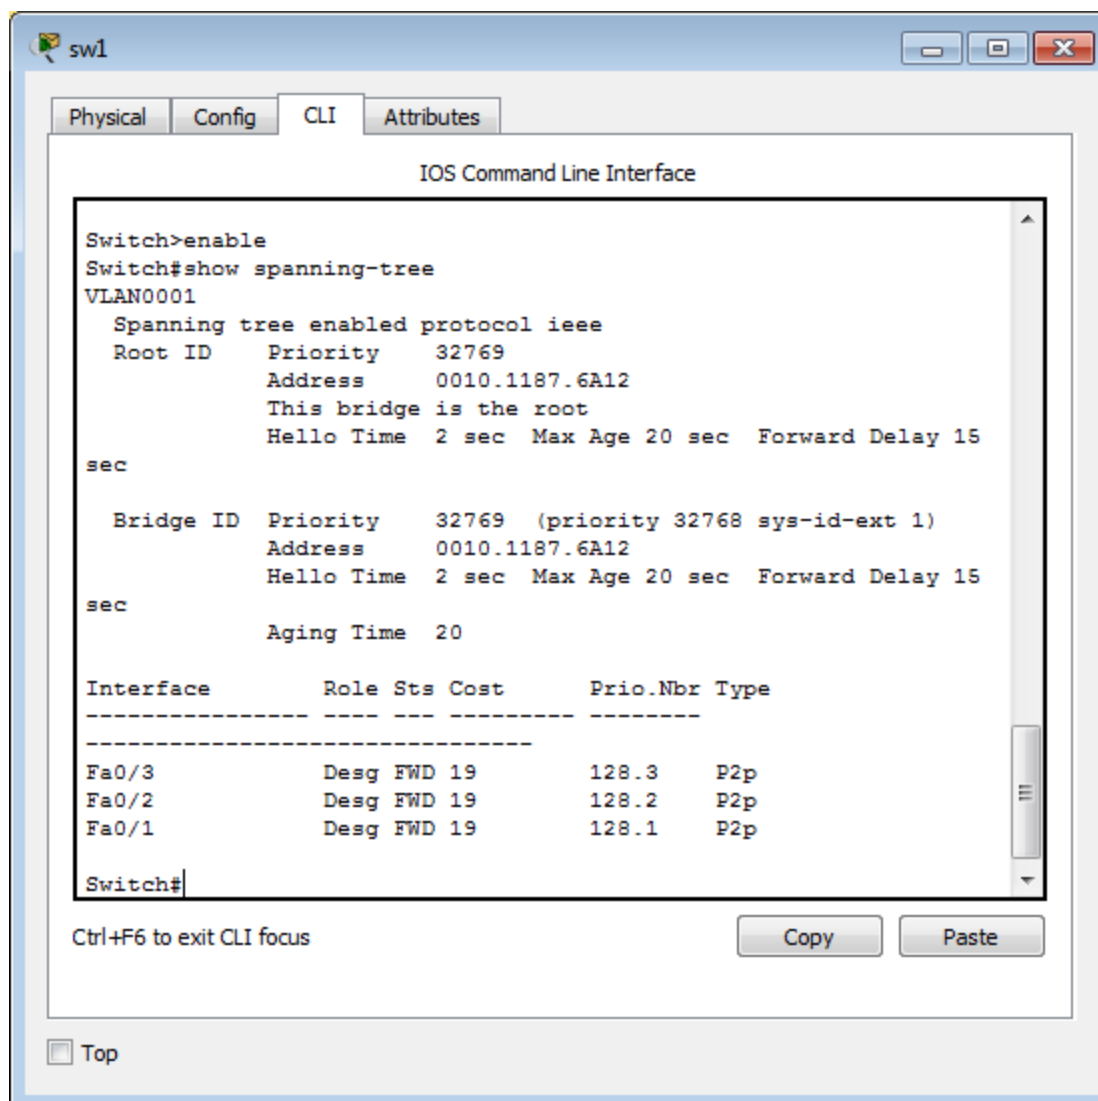 sw1
Physical Config CLI Attributes
IOS Command Line Interface
Switch>enable
Switch#show spanning-tree
VLAN0001
  Spanning tree enabled protocol ieee
  Root ID    Priority    32769
             Address     0010.1187.6A12
             This bridge is the root
             Hello Time  2 sec  Max Age 20 sec  Forward Delay 15
sec
  Bridge ID  Priority    32769  (priority 32768 sys-id-ext 1)
             Address     0010.1187.6A12
             Hello Time  2 sec  Max Age 20 sec  Forward Delay 15
sec
             Aging Time  20
Interface        Role Sts Cost      Prio.Nbr Type
---------------- ---- --- --------- --------
--------------------------------
Fa0/3            Desg FWD 19        128.3    P2p
Fa0/2            Desg FWD 19        128.2    P2p
Fa0/1            Desg FWD 19        128.1    P2p
Switch#
Ctrl+F6 to exit CLI focus Copy Paste
Top